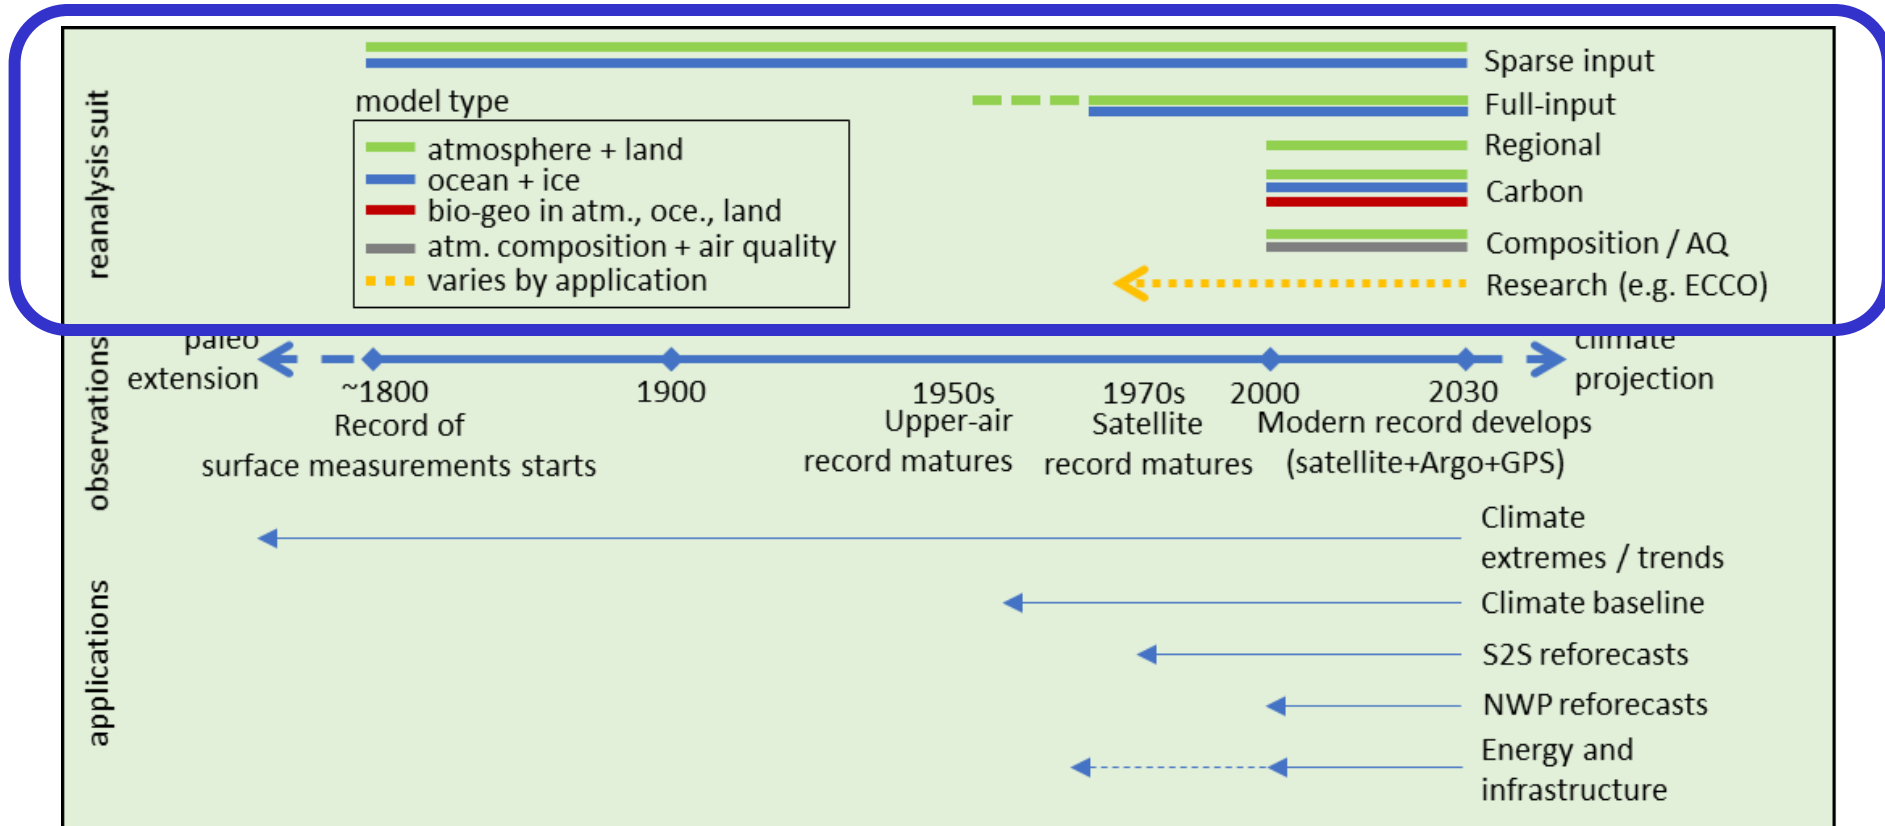 reanalysis suit
Sparse input
model type
Full-input
atmosphere + land
Regional
ocean + ice
Carbon
bio-geo in atm., oce., land
atm. composition + air quality
Composition / AQ
varies by application
Research (e.g. ECCO)
observations
paleo
extension
climate
projection
~1800
1900
1950s
1970s
2000
2030
Record of
surface measurements starts
Upper-air
record matures
Satellite
record matures
Modern record develops
(satellite+Argo+GPS)
applications
Climate
extremes / trends
Climate baseline
S2S reforecasts
NWP reforecasts
Energy and
infrastructure